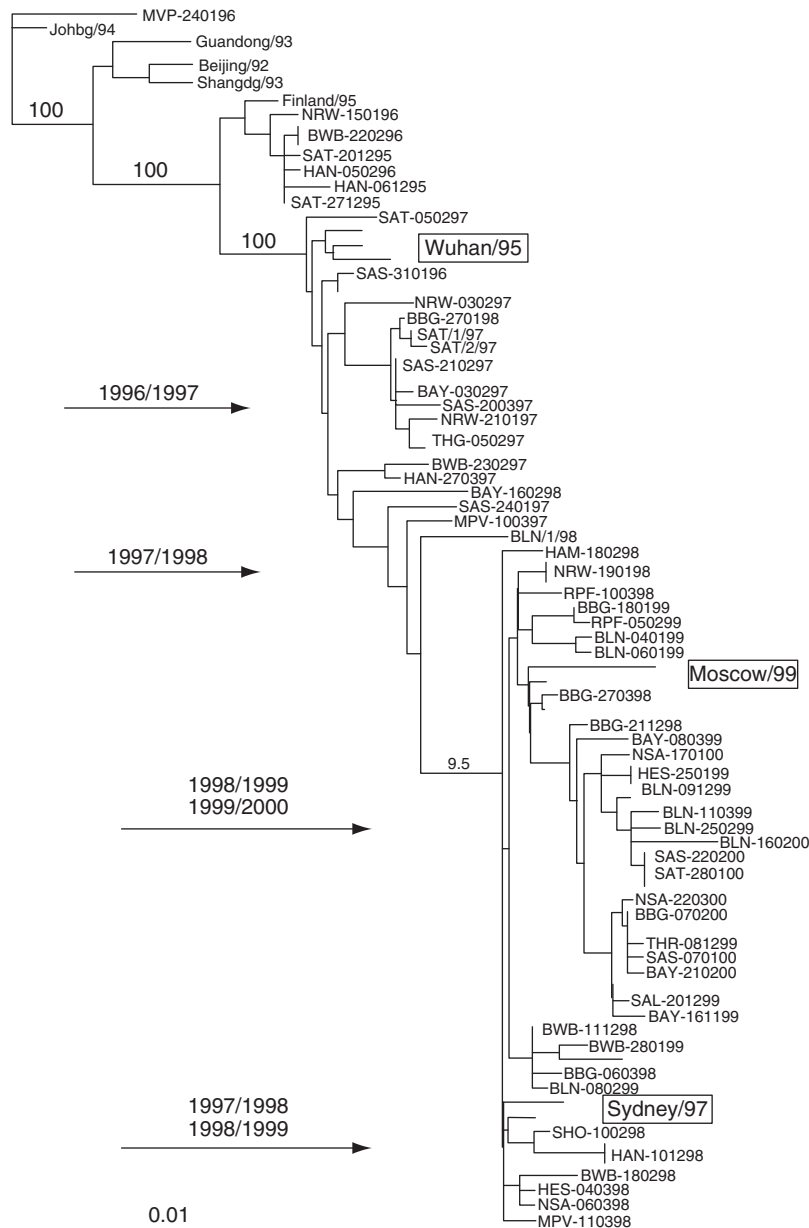 MVP-240196
Johbg/94
Guandong/93
Beijing/92
Shangdg/93
Finland/95
100
NRW-150196
BWB-220296
SAT-201295
100
HAN-050296
HAN-061295
SAT-271295
SAT-050297
100
Wuhan/95
SAS-310196
NRW-030297
BBG-270198
SAT/1/97
SAT/2/97
SAS-210297
1996/1997
BAY-030297
SAS-200397
NRW-210197
THG-050297
BWB-230297
HAN-270397
BAY-160298
SAS-240197
MPV-100397
BLN/1/98
HAM-180298
1997/1998
NRW-190198
RPF-100398
BBG-180199
RPF-050299
BLN-040199
BLN-060199
Moscow/99
BBG-270398
BBG-211298
BAY-080399
NSA-170100
9.5
HES-250199
1998/1999
BLN-091299
1999/2000
BLN-110399
BLN-250299
BLN-160200
SAS-220200
SAT-280100
NSA-220300
BBG-070200
THR-081299
SAS-070100
BAY-210200
SAL-201299
BAY-161199
BWB-111298
BWB-280199
BBG-060398
BLN-080299
1997/1998
Sydney/97
1998/1999
SHO-100298
HAN-101298
BWB-180298
HES-040398
NSA-060398
0.01
MPV-110398